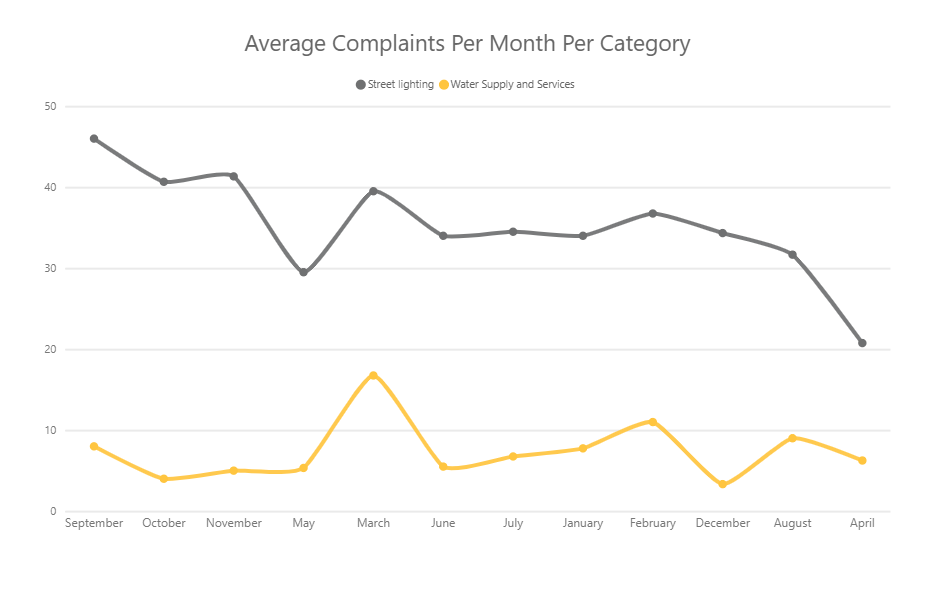 Average Complaints Per Month Per Category
Street lighting Water Supply and Services
50
40
30
20
10
0
September October November May March June July January February December August April